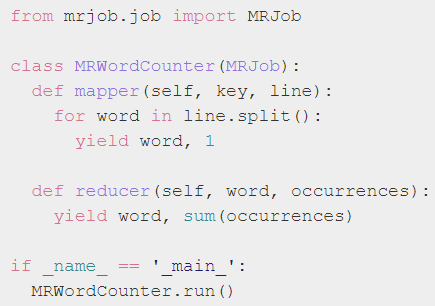 from mrjob.job import MRJob
class MRWordCounter(MRJob):
def mapper(self, key, line):
for word in line.split():
yield word, 1
def reducer(self, word, occurrences):
yield word, sum(occurrences)
if _name_ == '_main_':
MRWordCounter.run()